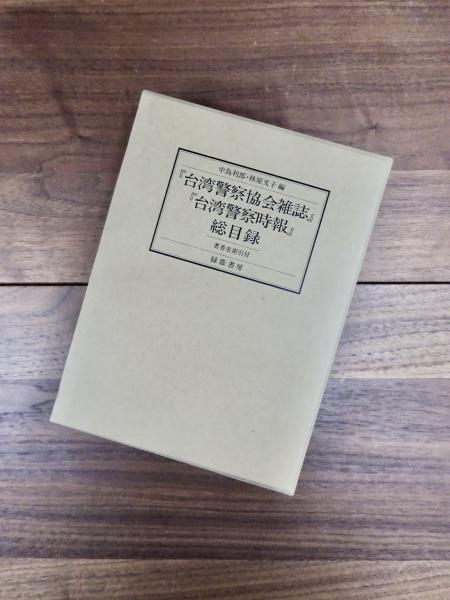 中島利郎・林原文子 編
『台湾警察協会雑誌』
『台湾警察時報』
総目録
著者名索引付
緑蔭書房